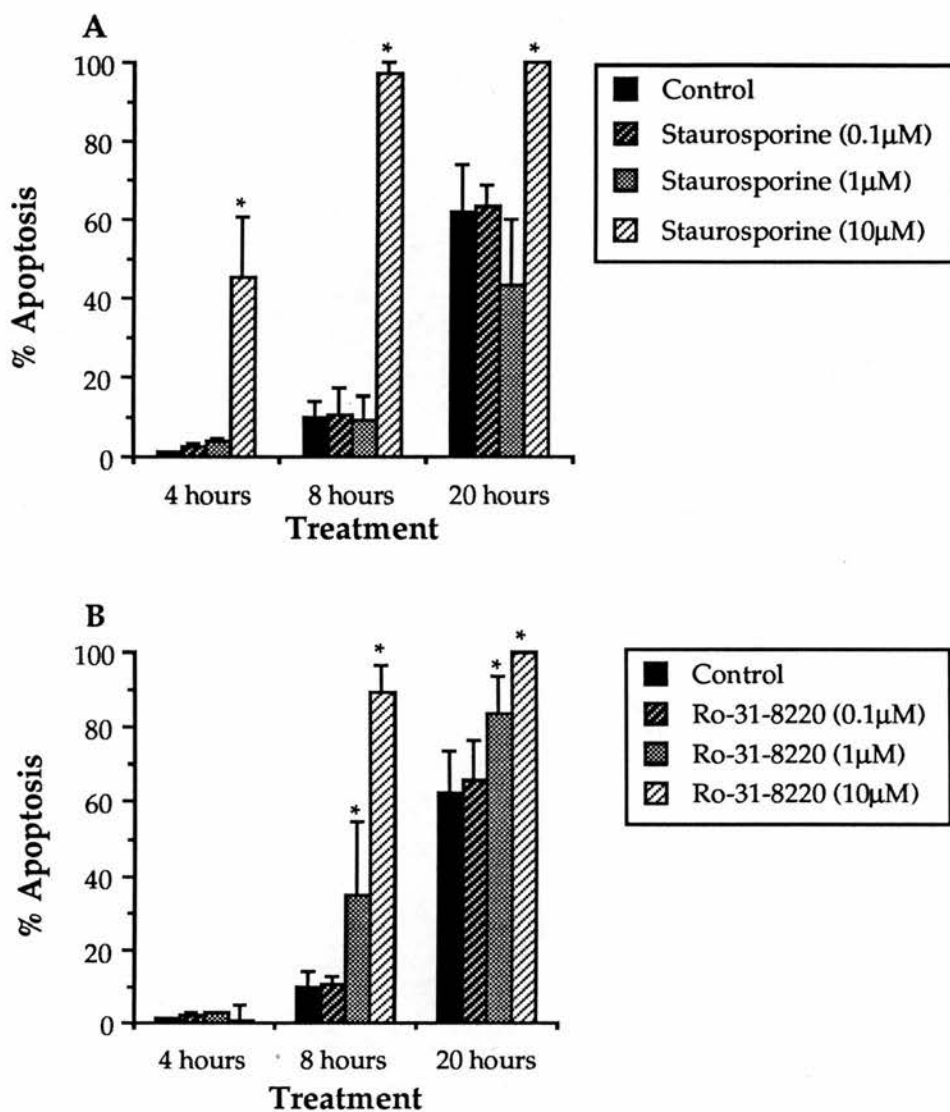 A
*
*
*
100
80
60
40
20
0
% Apoptosis
4 hours
8 hours
20 hours
Treatment
Control
Staurosporine (0.1µM)
Staurosporine (1µM)
Staurosporine (10µM)
B
*
*
*
*
100
80
60
40
20
0
% Apoptosis
4 hours
8 hours
20 hours
Treatment
Control
Ro-31-8220 (0.1µM)
Ro-31-8220 (1µM)
Ro-31-8220 (10µM)